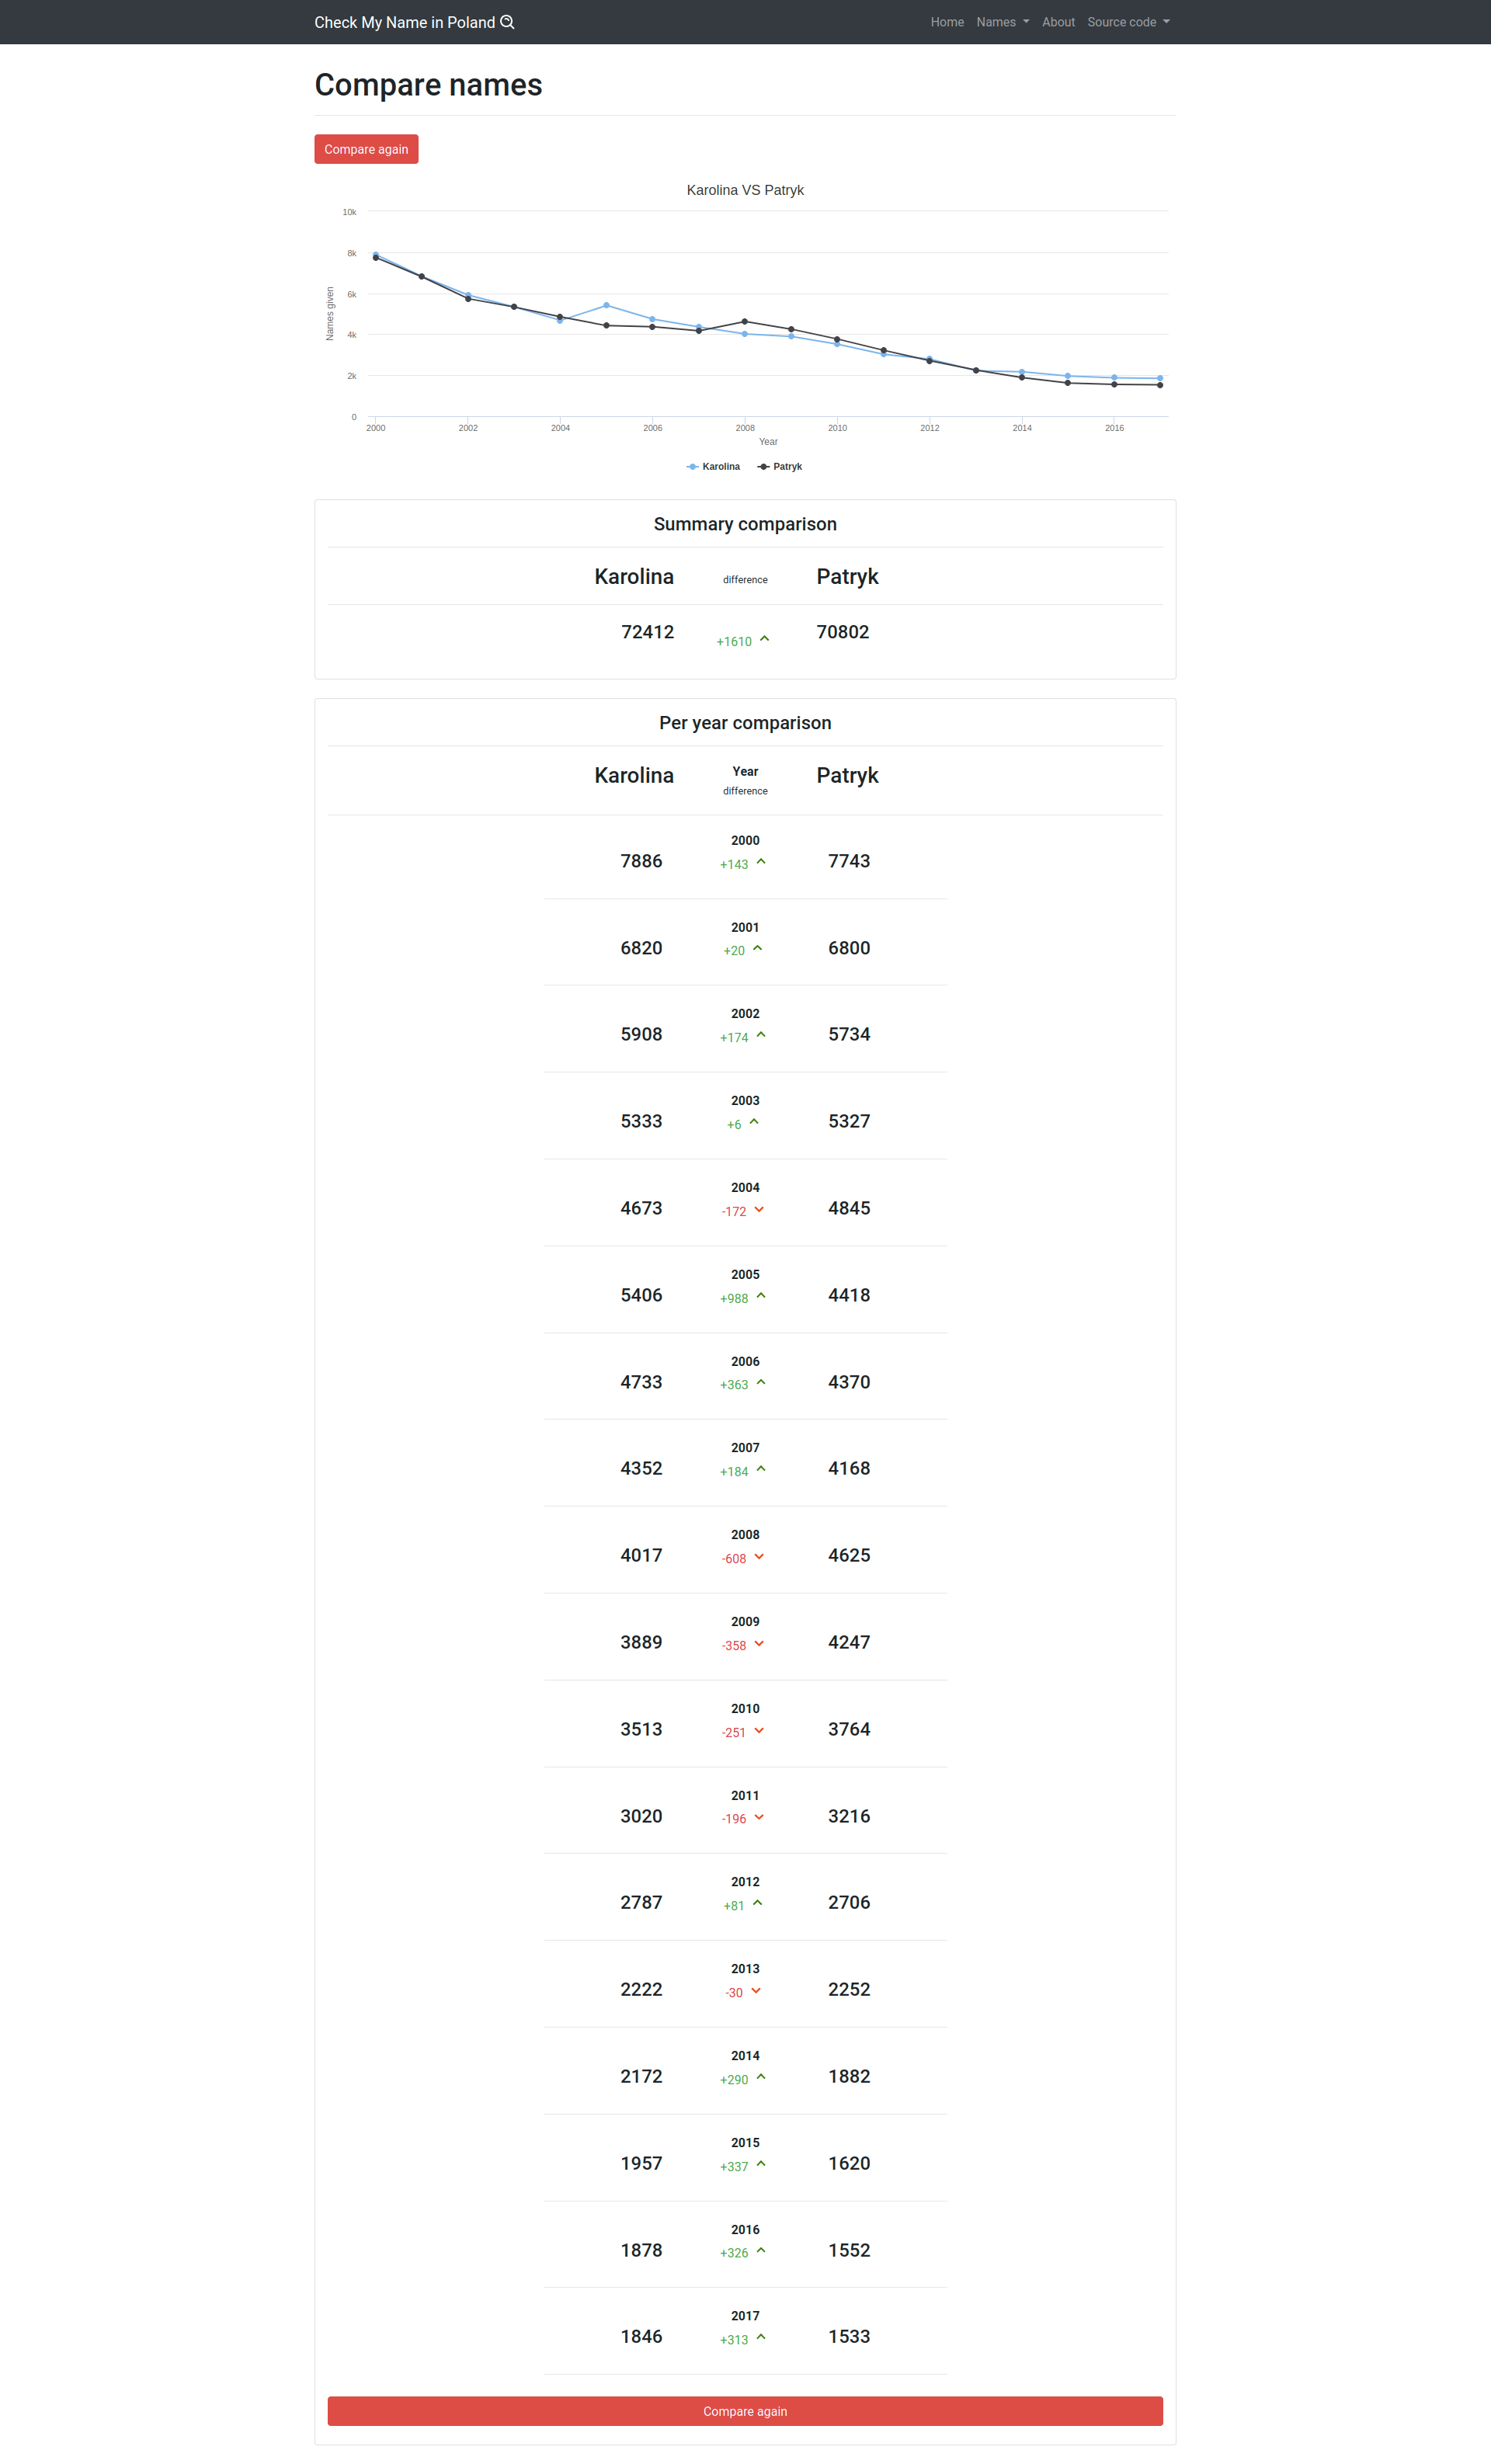 Check My Name in Poland
Home Names About Source code
Compare names
Compare again
Karolina VS Patryk
10k
8k
6k
4k
2k
0
Names given
2000 2002 2004 2006 2008 2010 2012 2014 2016
Year
Karolina Patryk
Summary comparison
Karolina difference Patryk
72412 +1610 70802
Per year comparison
Karolina Year Patryk
difference
2000
7886 +143 7743
2001
6820 +20 6800
2002
5908 +174 5734
2003
5333 +6 5327
2004
4673 -172 4845
2005
5406 +988 4418
2006
4733 +363 4370
2007
4352 +184 4168
2008
4017 -608 4625
2009
3889 -358 4247
2010
3513 -251 3764
2011
3020 -196 3216
2012
2787 +81 2706
2013
2222 -30 2252
2014
2172 +290 1882
2015
1957 +337 1620
2016
1878 +326 1552
2017
1846 +313 1533
Compare again